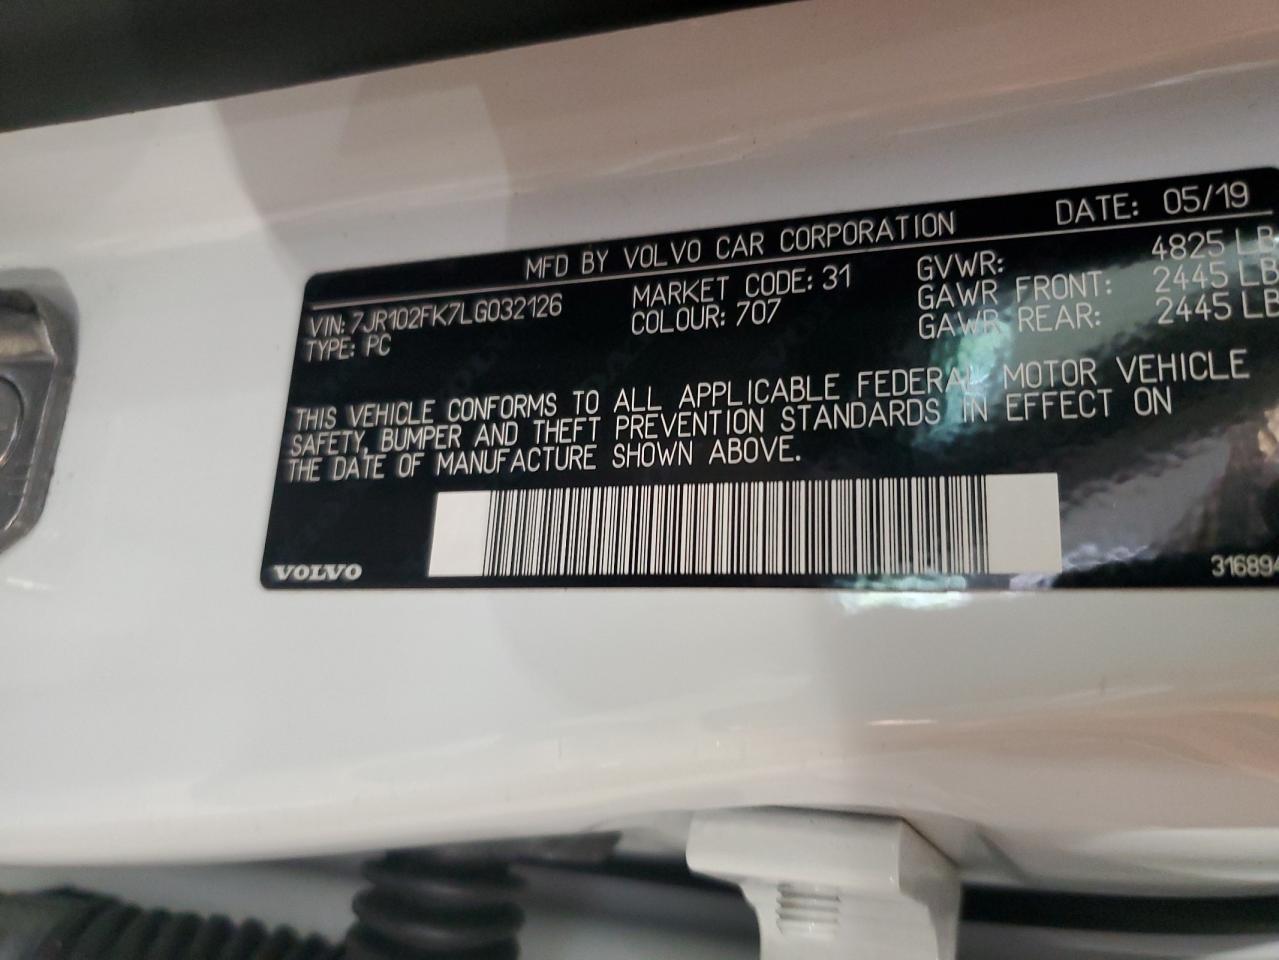 MFD BY VOLVO CAR CORPORATION DATE: 05/19
VIN: 7JR102FK7LG032126 MARKET CODE: 31 GVWR: 4825 LB
TYPE: PC COLOUR: 707 GAWR FRONT: 2445 LB
GAWR REAR: 2445 LB
THIS VEHICLE CONFORMS TO ALL APPLICABLE FEDERAL MOTOR VEHICLE
SAFETY, BUMPER AND THEFT PREVENTION STANDARDS IN EFFECT ON
THE DATE OF MANUFACTURE SHOWN ABOVE.
VOLVO 316894